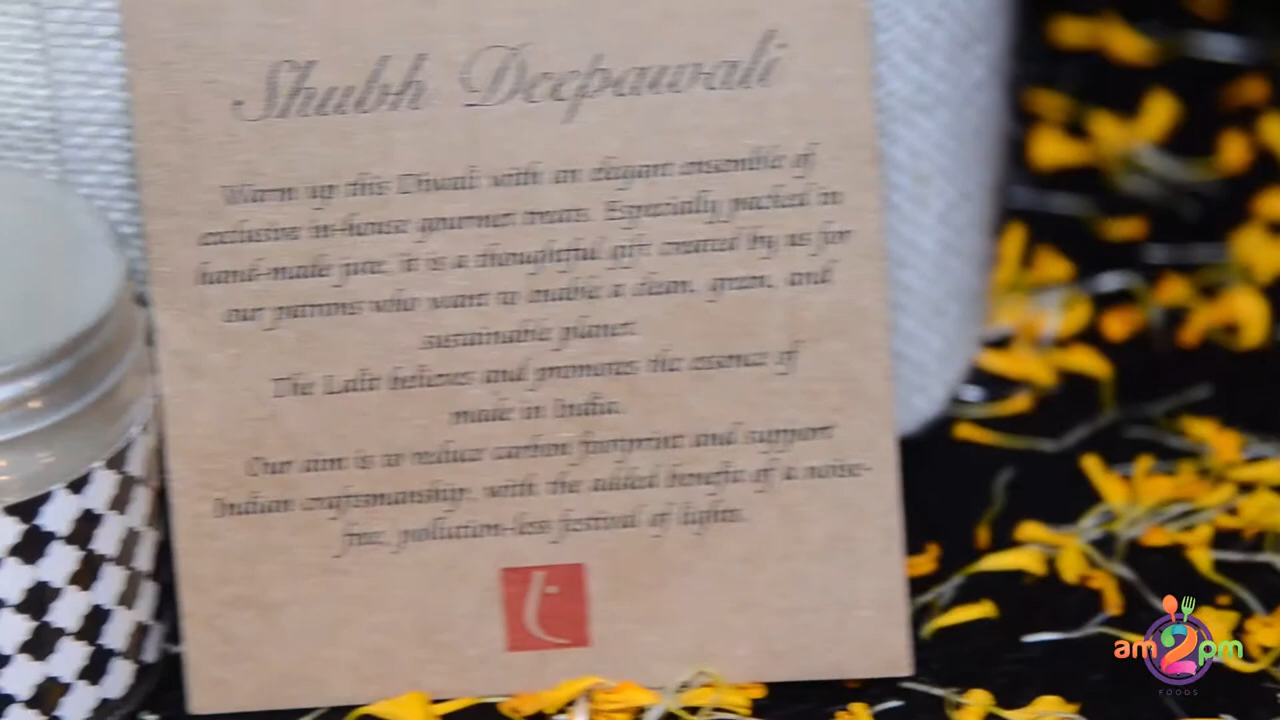 Shubh Deepawali
Warm up this Diwali with an elegant ensemble of
exclusive in-house gourmet treats. Especially packed in
hand-made jute, it is a thoughtful gift created by us for
our patrons who want to enable a clean, green, and
sustainable planet.
The Lalit believes and promotes the essence of
made in India.
Our aim is to reduce carbon footprint and support
Indian craftsmanship, with the added benefit of a noise-
free, pollution-less festival of lights.
am2pm
FOODS